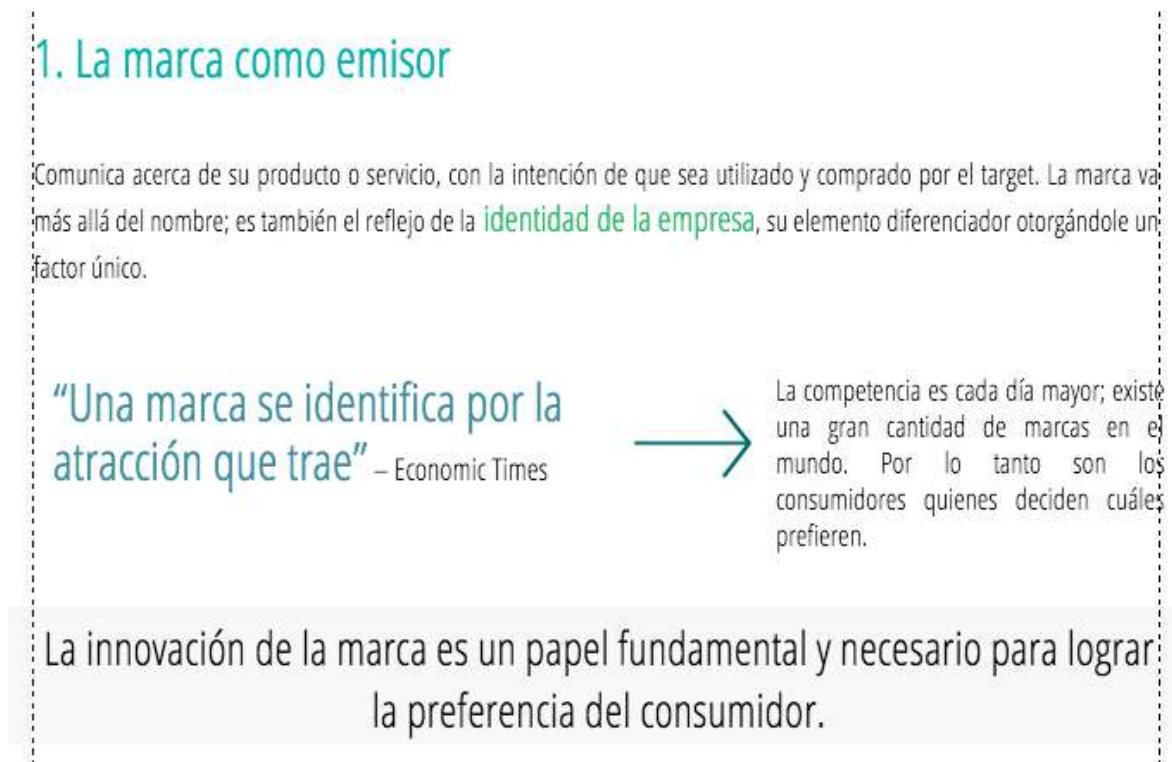 1. La marca como emisor
Comunica acerca de su producto o servicio, con la intención de que sea utilizado y comprado por el target. La marca va
más allá del nombre; es también el reflejo de la identidad de la empresa, su elemento diferenciador otorgándole un
factor único.
“Una marca se identifica por la
atracción que trae” – Economic Times
La competencia es cada día mayor; existe
una gran cantidad de marcas en el
mundo. Por lo tanto son los
consumidores quienes deciden cuáles
prefieren.
La innovación de la marca es un papel fundamental y necesario para lograr
la preferencia del consumidor.